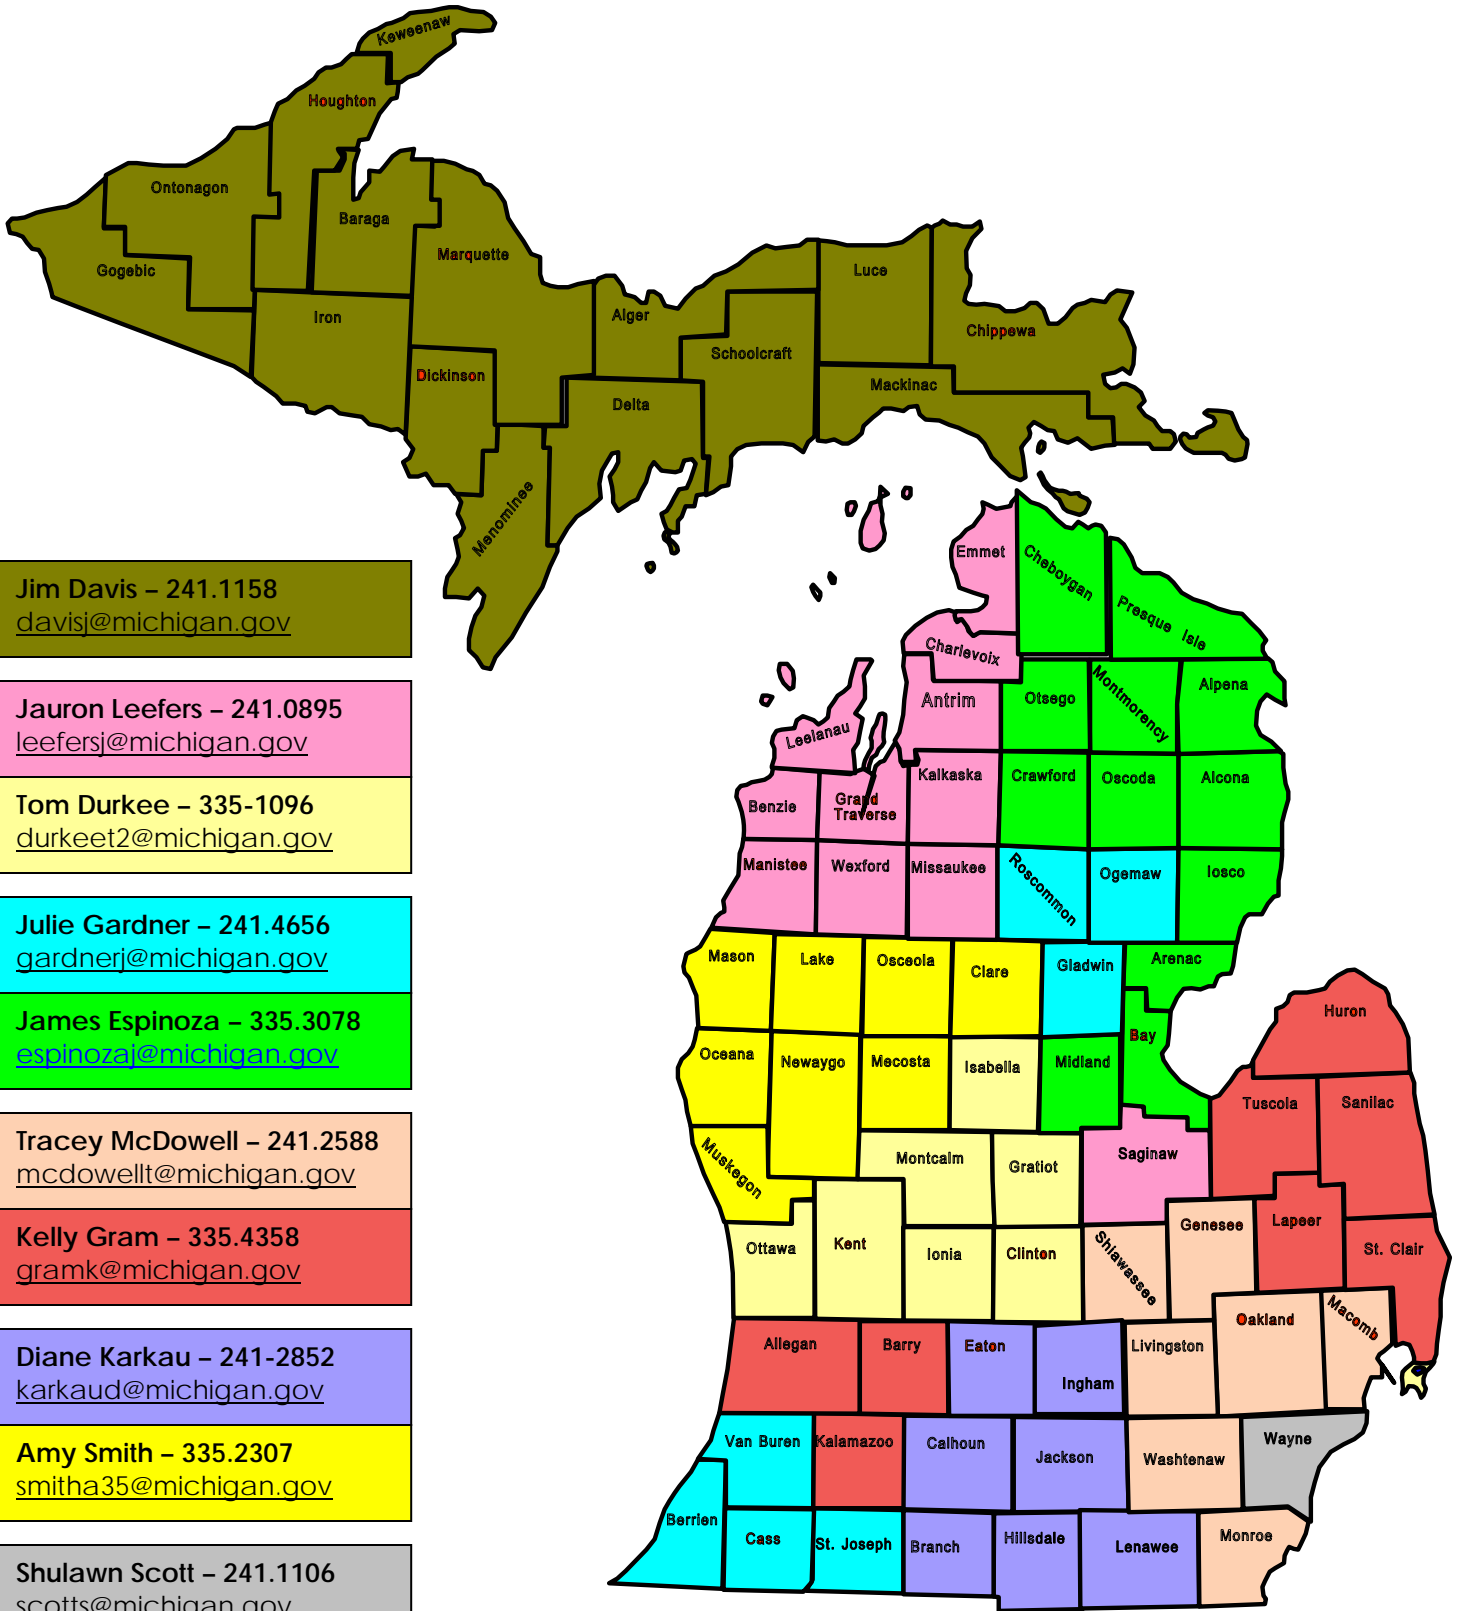 Keweenaw
Houghton
Ontonagon
Baraga
Gogebic
Marquette
Iron
Dickinson
Alger
Luce
Schoolcraft
Chippewa
Mackinac
Delta
Menominee
Emmet
Cheboygan
Presque Isle
Charlevoix
Antrim
Otsego
Montmorency
Alpena
Leelanau
Benzie
Grand
Traverse
Kalkaska
Crawford
Oscoda
Alcona
Manistee
Wexford
Missaukee
Roscommon
Ogemaw
Iosco
Mason
Lake
Osceola
Clare
Gladwin
Arenac
Huron
Oceana
Newaygo
Mecosta
Isabella
Midland
Bay
Tuscola
Sanilac
Muskegon
Montcalm
Gratiot
Saginaw
Ottawa
Kent
Ionia
Clinton
Shiawassee
Genesee
Lapeer
St. Clair
Allegan
Barry
Eaton
Ingham
Livingston
Oakland
Macomb
Van Buren
Kalamazoo
Calhoun
Jackson
Washtenaw
Wayne
Berrien
Cass
St. Joseph
Branch
Hillsdale
Lenawee
Monroe
Jim Davis – 241.1158
davisj@michigan.gov
Jauron Leefers – 241.0895
leefersj@michigan.gov
Tom Durkee – 335-1096
durkeet2@michigan.gov
Julie Gardner – 241.4656
gardnerj@michigan.gov
James Espinoza – 335.3078
espinozaj@michigan.gov
Tracey McDowell – 241.2588
mcdowellt@michigan.gov
Kelly Gram – 335.4358
gramk@michigan.gov
Diane Karkau – 241-2852
karkaud@michigan.gov
Amy Smith – 335.2307
smitha35@michigan.gov
Shulawn Scott – 241.1106
scotts@michigan.gov